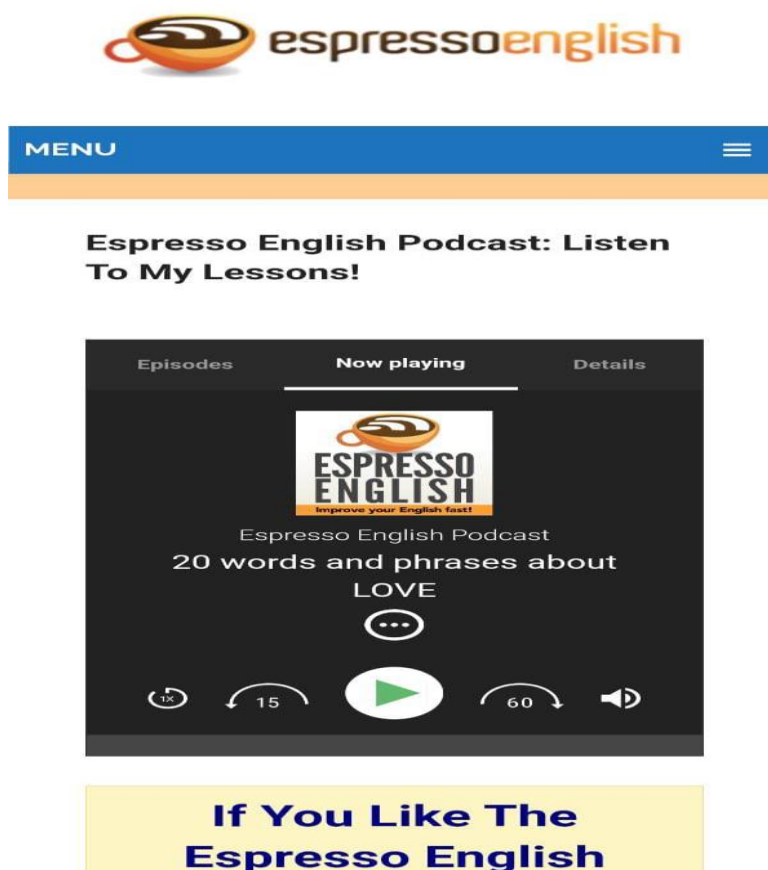 espressoenglish
MENU
Espresso English Podcast: Listen
To My Lessons!
Episodes Now playing Details
ESPRESSO
ENGLISH
Improve your English fast!
Espresso English Podcast
20 words and phrases about
LOVE
1X 15 60
If You Like The
Espresso English